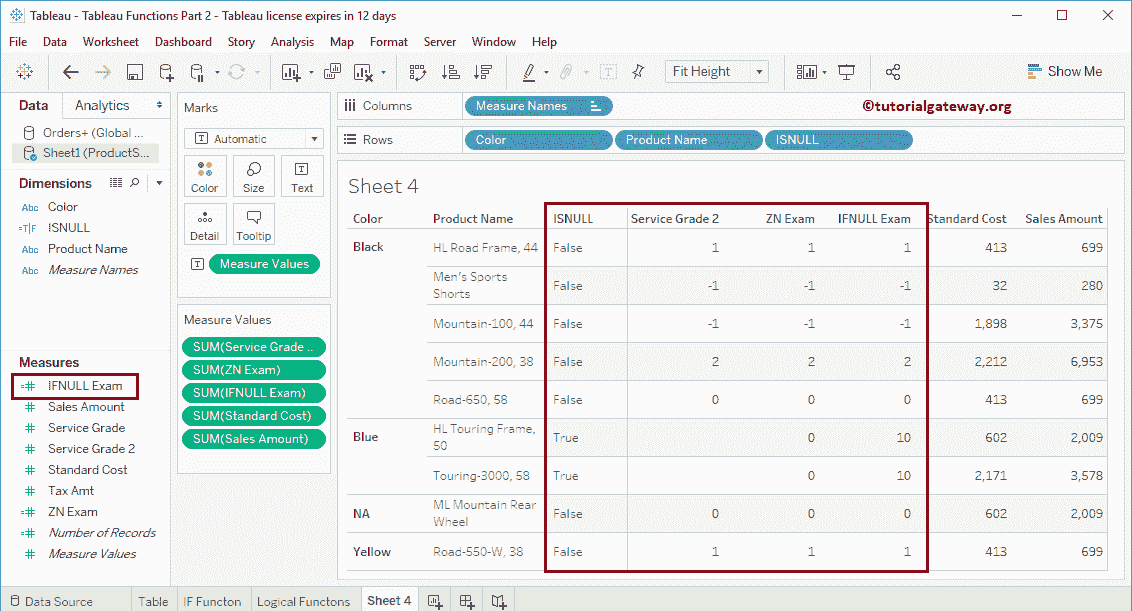 Tableau - Tableau Functions Part 2 - Tableau license expires in 12 days
File Data Worksheet Dashboard Story Analysis Map Format Server Window Help
Fit Height
Show Me
Data Analytics
Orders+ (Global ...
Sheet1 (ProductS...
Dimensions
Abc Color
=T|F ISNULL
Abc Product Name
Abc Measure Names
Measures
=# IFNULL Exam
# Sales Amount
# Service Grade
# Service Grade 2
# Standard Cost
# Tax Amt
=# ZN Exam
=# Number of Records
# Measure Values
Marks
T Automatic
Color Size Text
Detail Tooltip
T Measure Values
Measure Values
SUM(Service Grade ..
SUM(ZN Exam)
SUM(IFNULL Exam)
SUM(Standard Cost)
SUM(Sales Amount)
Columns Measure Names
©tutorialgateway.org
Rows Color Product Name ISNULL
Sheet 4
Color Product Name ISNULL Service Grade 2 ZN Exam IFNULL Exam Standard Cost Sales Amount
Black HL Road Frame, 44 False 1 1 1 413 699
Men's Sports
Shorts False -1 -1 -1 32 280
Mountain-100, 44 False -1 -1 -1 1,898 3,375
Mountain-200, 38 False 2 2 2 2,212 6,953
Road-650, 58 False 0 0 0 413 699
Blue HL Touring Frame,
50 True 0 10 602 2,009
Touring-3000, 58 True 0 10 2,171 3,578
NA ML Mountain Rear
Wheel False 0 0 0 602 2,009
Yellow Road-550-W, 38 False 1 1 1 413 699
Data Source Table IF Functon Logical Functons Sheet 4